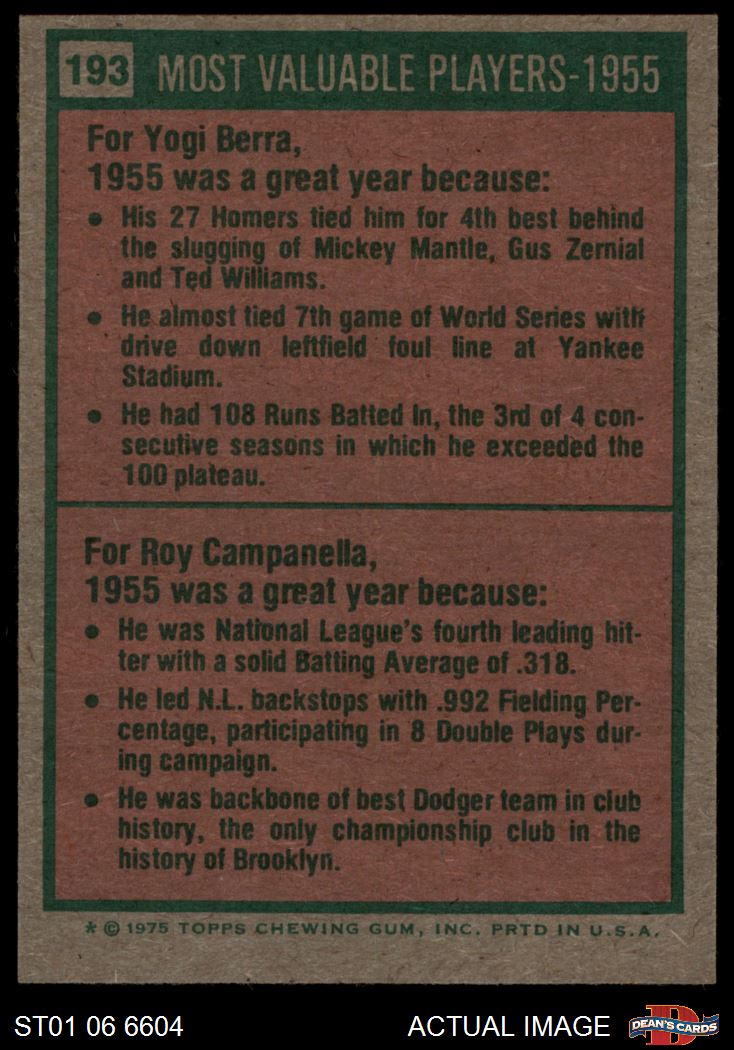 193 MOST VALUABLE PLAYERS-1955
For Yogi Berra,
1955 was a great year because:
● His 27 Homers tied him for 4th best behind
the slugging of Mickey Mantle, Gus Zernial
and Ted Williams.
● He almost tied 7th game of World Series with
drive down leftfield foul line at Yankee
Stadium.
● He had 108 Runs Batted In, the 3rd of 4 con-
secutive seasons in which he exceeded the
100 plateau.
For Roy Campanella,
1955 was a great year because:
● He was National League's fourth leading hit-
ter with a solid Batting Average of .318.
● He led N.L. backstops with .992 Fielding Per-
centage, participating in 8 Double Plays dur-
ing campaign.
● He was backbone of best Dodger team in club
history, the only championship club in the
history of Brooklyn.
* © 1975 TOPPS CHEWING GUM, INC. PRTD IN U.S.A.
ST01 06 6604 ACTUAL IMAGE DEAN'S CARDS